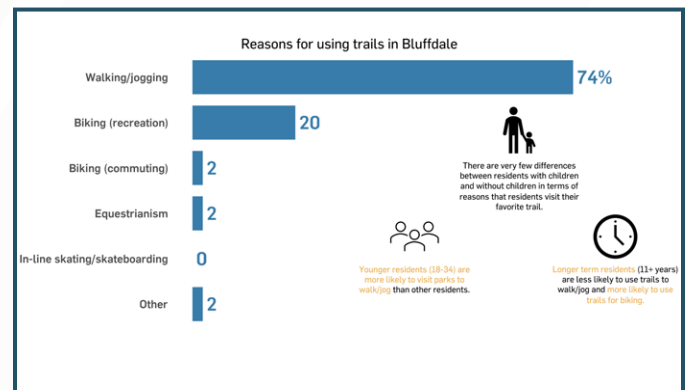 Reasons for using trails in Bluffdale
Walking/jogging
74%
Biking (recreation)
20
Biking (commuting)
2
Equestrianism
2
In-line skating/skateboarding
0
Other
2
There are very few differences
between residents with children
and without children in terms of
reasons that residents visit their
favorite trail.
Younger residents (18-34) are
more likely to visit parks to
walk/jog than other residents.
Longer term residents (11+ years)
are less likely to use trails to
walk/jog and more likely to use
trails for biking.